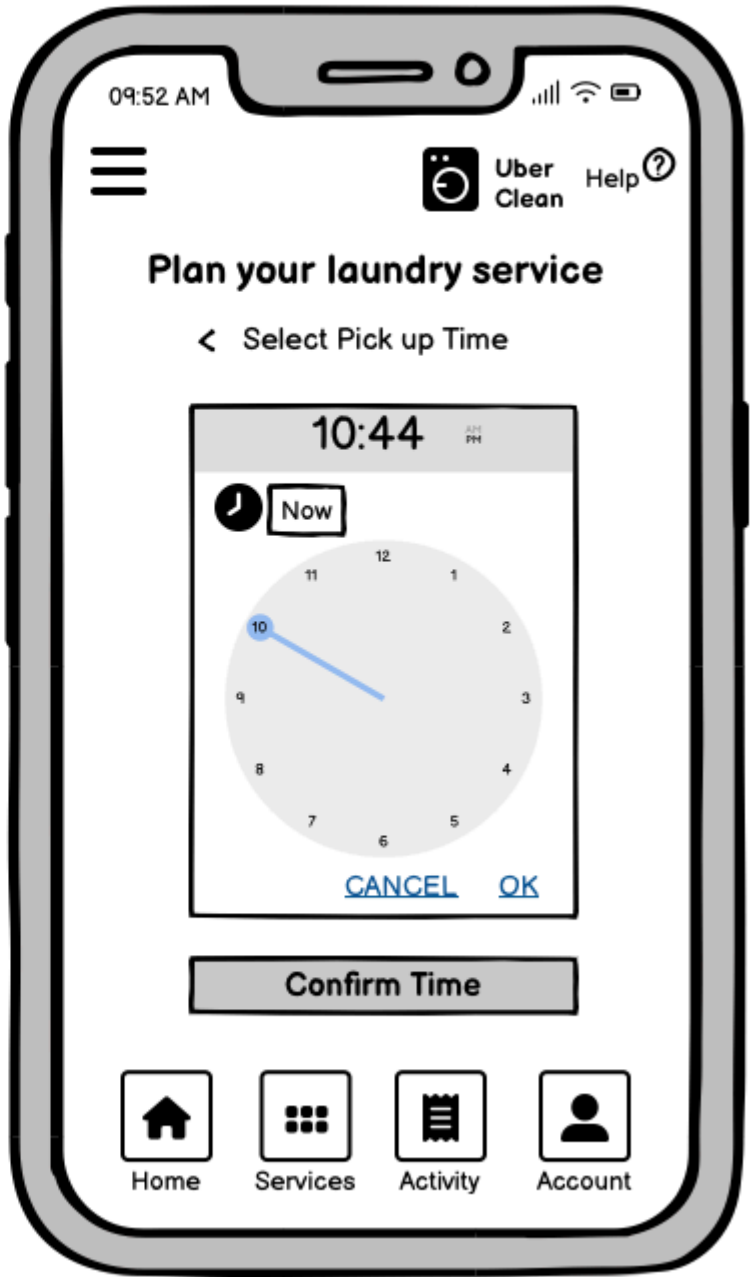 09:52 AM
Uber
Clean
Help ?
Plan your laundry service
< Select Pick up Time
10:44
AM
PM
Now
12
11
1
10
2
9
3
8
4
7
5
6
CANCEL OK
Confirm Time
Home Services Activity Account